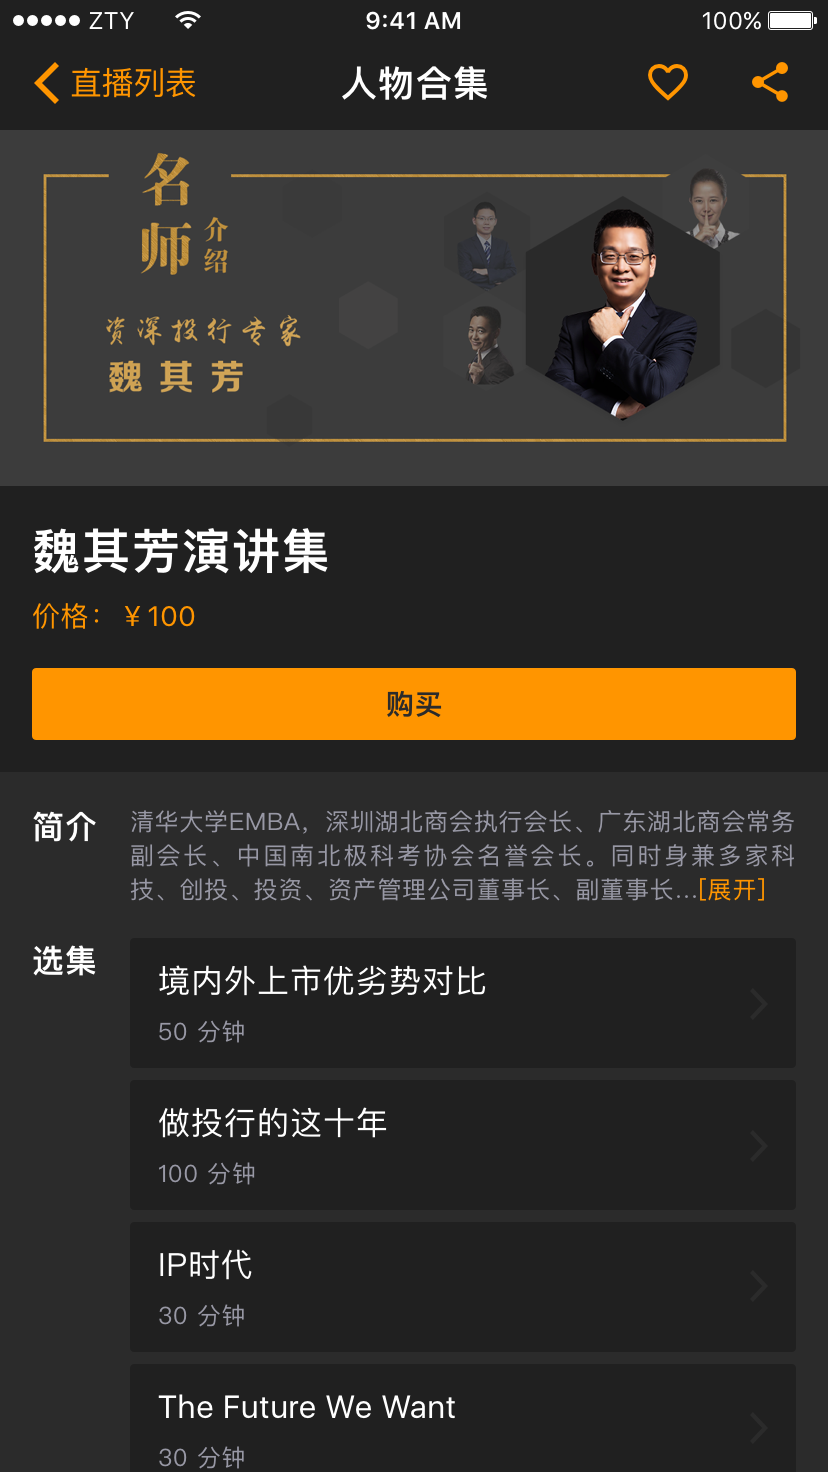 ZTY 9:41 AM 100%
直播列表 人物合集
名师介绍
资深投行专家
魏其芳
魏其芳演讲集
价格：￥100
购买
简介
清华大学EMBA，深圳湖北商会执行会长、广东湖北商会常务
副会长、中国南北极科考协会名誉会长。同时身兼多家科
技、创投、投资、资产管理公司董事长、副董事长...[展开]
选集
境内外上市优劣势对比
50 分钟
做投行的这十年
100 分钟
IP时代
30 分钟
The Future We Want
30 分钟